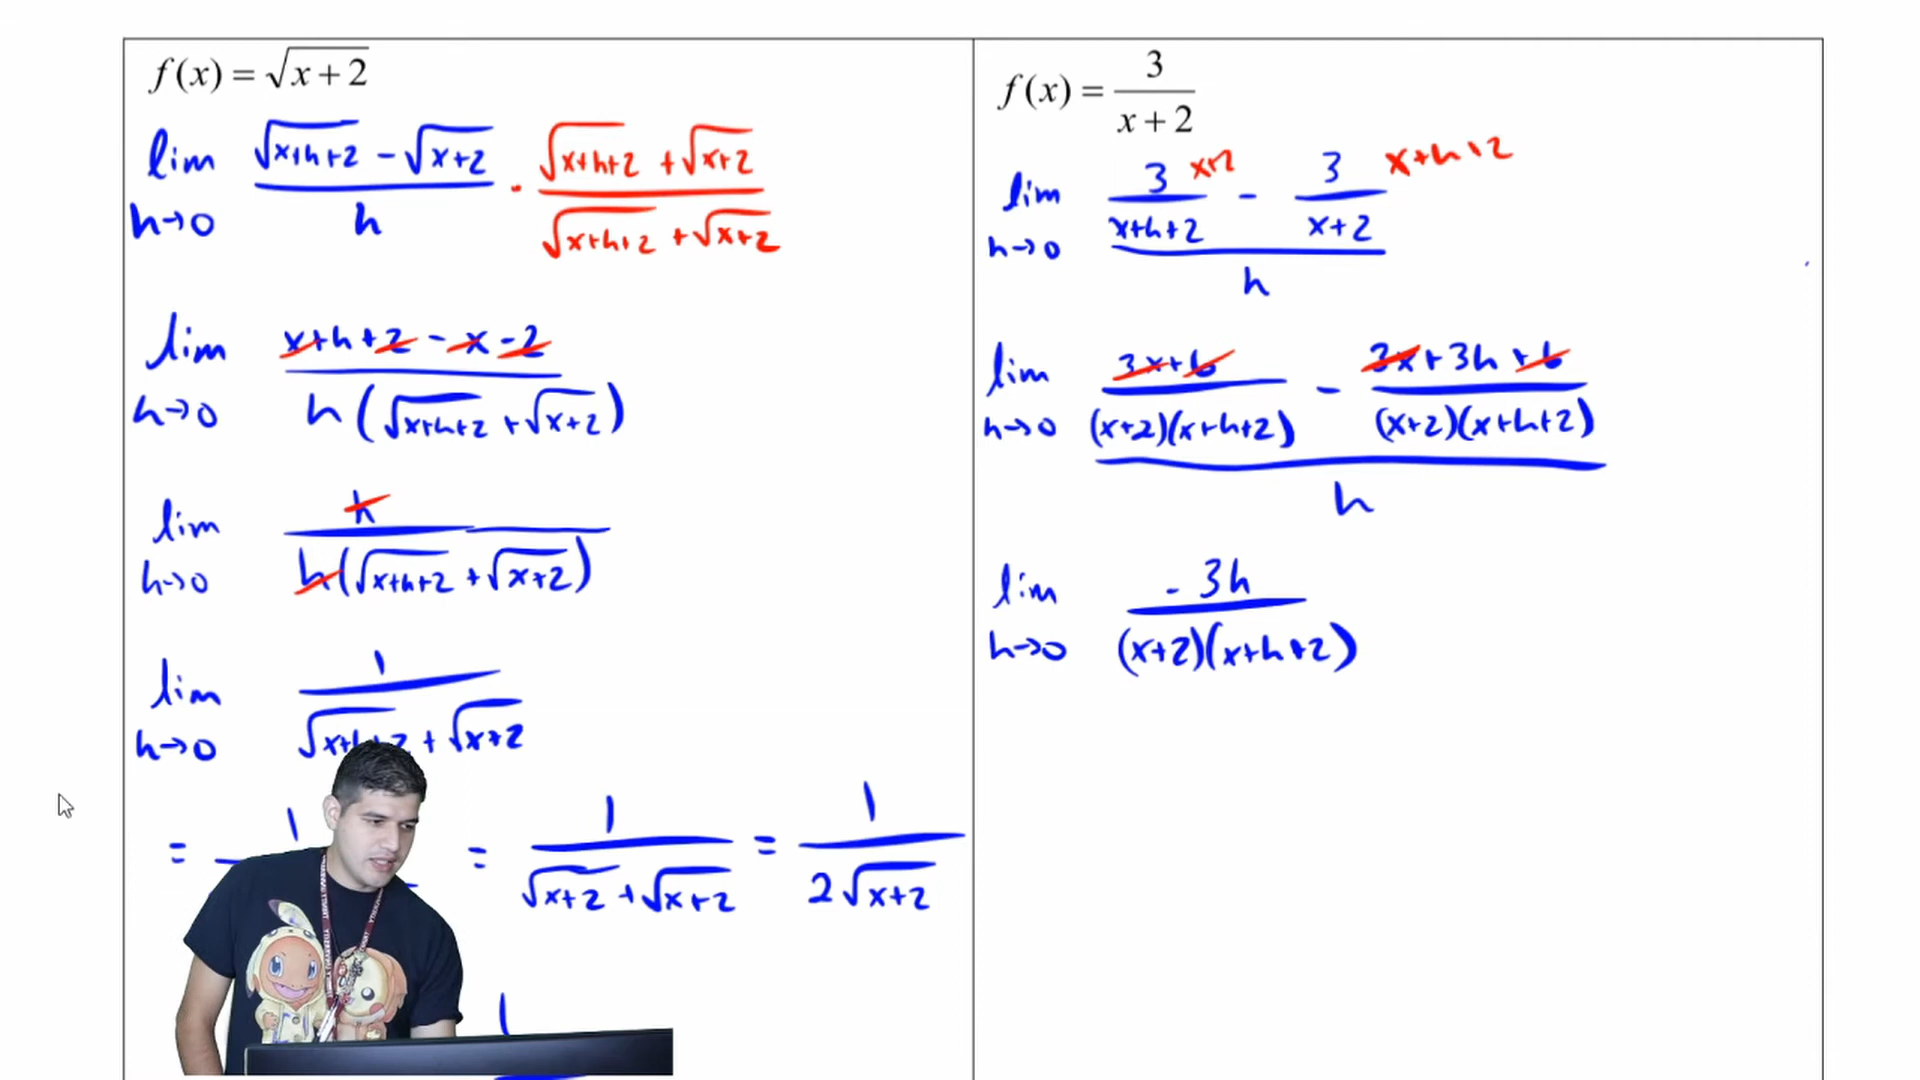 f(x) = √(x+2)
lim h→0 (√(x+h+2) − √(x+2)) / h · (√(x+h+2) + √(x+2)) / (√(x+h+2) + √(x+2))
lim h→0 (x+h+2 − x − 2) / (h(√(x+h+2) + √(x+2)))
lim h→0 h / (h(√(x+h+2) + √(x+2)))
lim h→0 1 / (√(x+h+2) + √(x+2))
= 1 = 1 / (√(x+2) + √(x+2)) = 1 / (2√(x+2))
1
f(x) = 3 / (x+2)
lim h→0 (3 / (x+h+2) x+2 − 3 / (x+2) x+h+2) / h
lim h→0 ((3x+6) / ((x+2)(x+h+2)) − (3x+3h+6) / ((x+2)(x+h+2))) / h
lim h→0 −3h / ((x+2)(x+h+2))